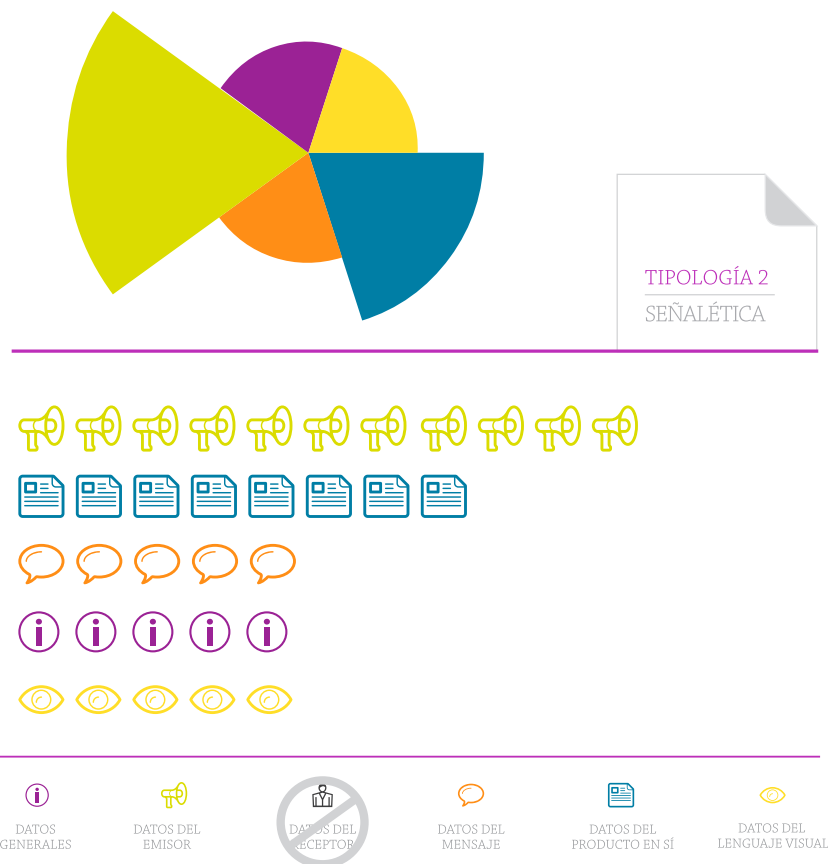 TIPOLOGÍA 2
SEÑALÉTICA
DATOS
GENERALES
DATOS DEL
EMISOR
DATOS DEL
RECEPTOR
DATOS DEL
MENSAJE
DATOS DEL
PRODUCTO EN SÍ
DATOS DEL
LENGUAJE VISUAL